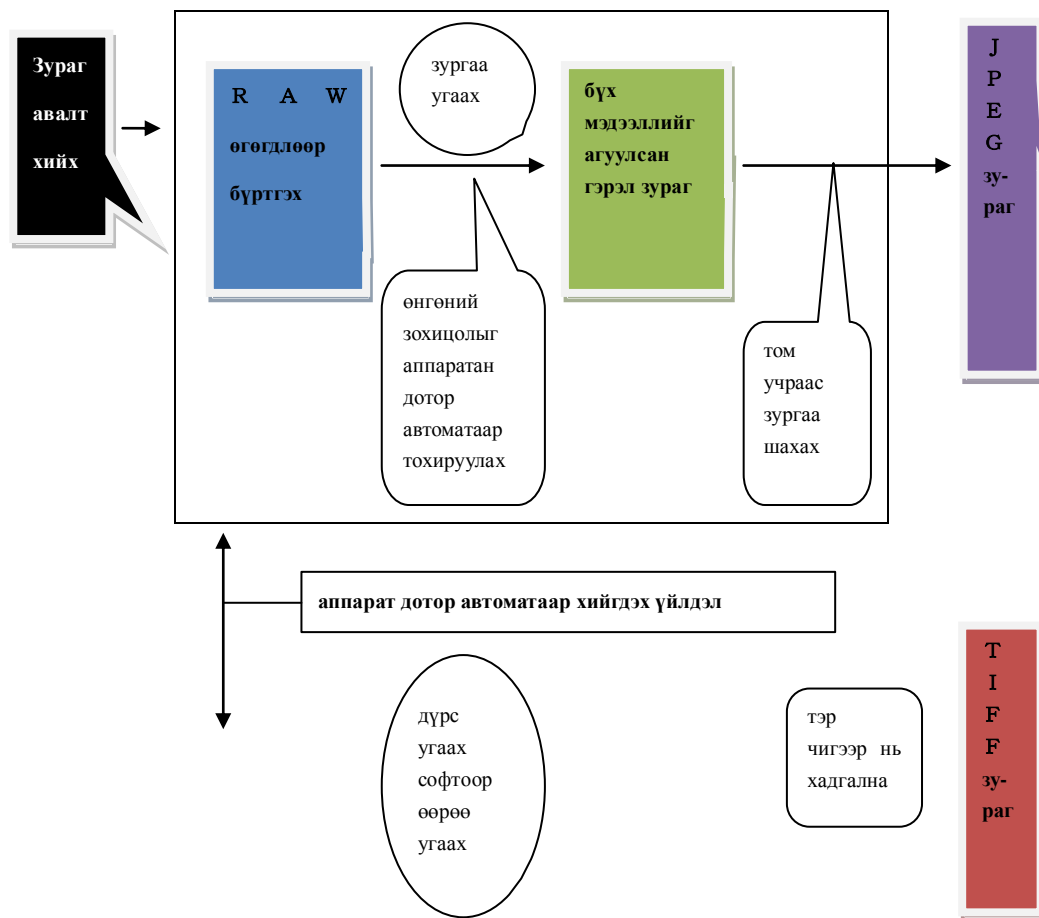 Зураг
авалт
хийх
R A W
өгөгдлөөр
бүртгэх
зургаа
угаах
бүх
мэдээллийг
агуулсан
гэрэл зураг
J
P
E
G
зу-
раг
өнгөний
зохицолыг
аппаратан
дотор
автоматаар
тохируулах
том
учраас
зургаа
шахах
аппарат дотор автоматаар хийгдэх үйлдэл
дүрс
угаах
софтоор
өөрөө
угаах
тэр
чигээр нь
хадгална
T
I
F
F
зу-
раг